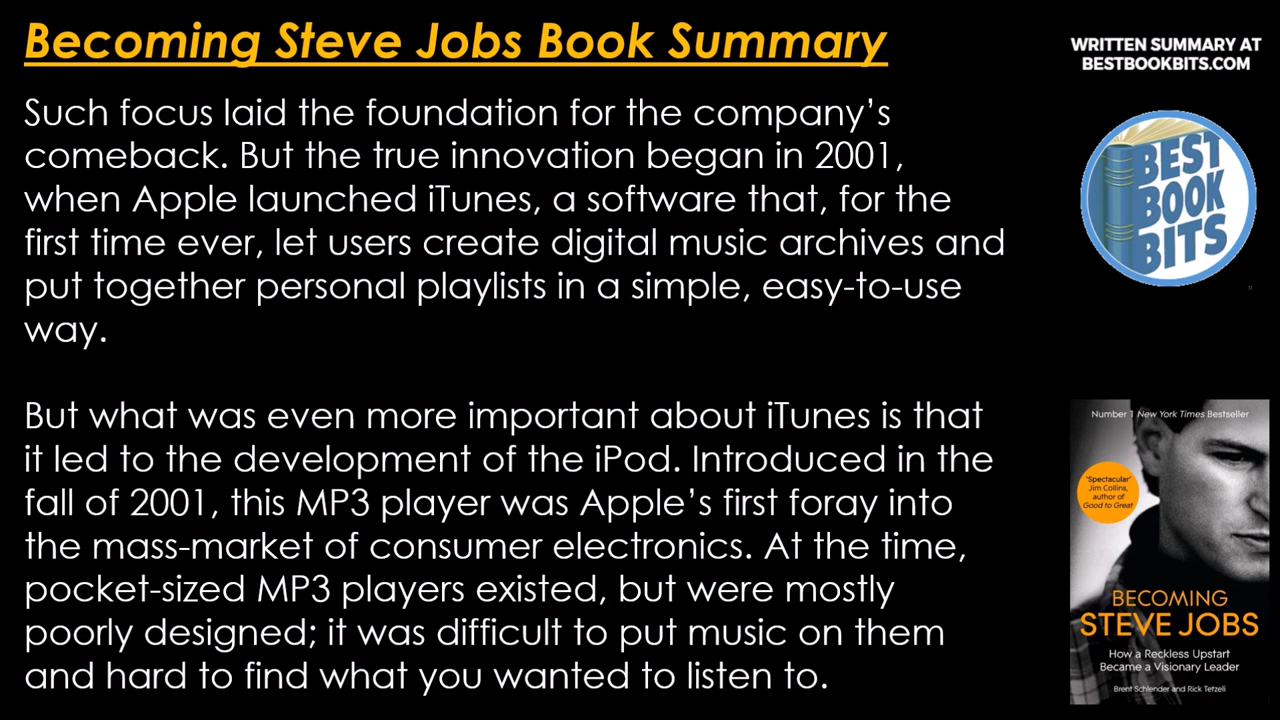 Becoming Steve Jobs Book Summary
Such focus laid the foundation for the company's
comeback. But the true innovation began in 2001,
when Apple launched iTunes, a software that, for the
first time ever, let users create digital music archives and
put together personal playlists in a simple, easy-to-use
way.
But what was even more important about iTunes is that
it led to the development of the iPod. Introduced in the
fall of 2001, this MP3 player was Apple's first foray into
the mass-market of consumer electronics. At the time,
pocket-sized MP3 players existed, but were mostly
poorly designed; it was difficult to put music on them
and hard to find what you wanted to listen to.
WRITTEN SUMMARY AT
BESTBOOKBITS.COM
BEST
BOOK
BITS
Number 1 New York Times Bestseller
'Spectacular'
Jim Collins,
author of
Good to Great
BECOMING
STEVE JOBS
How a Reckless Upstart
Became a Visionary Leader
Brent Schlender and Rick Tetzeli